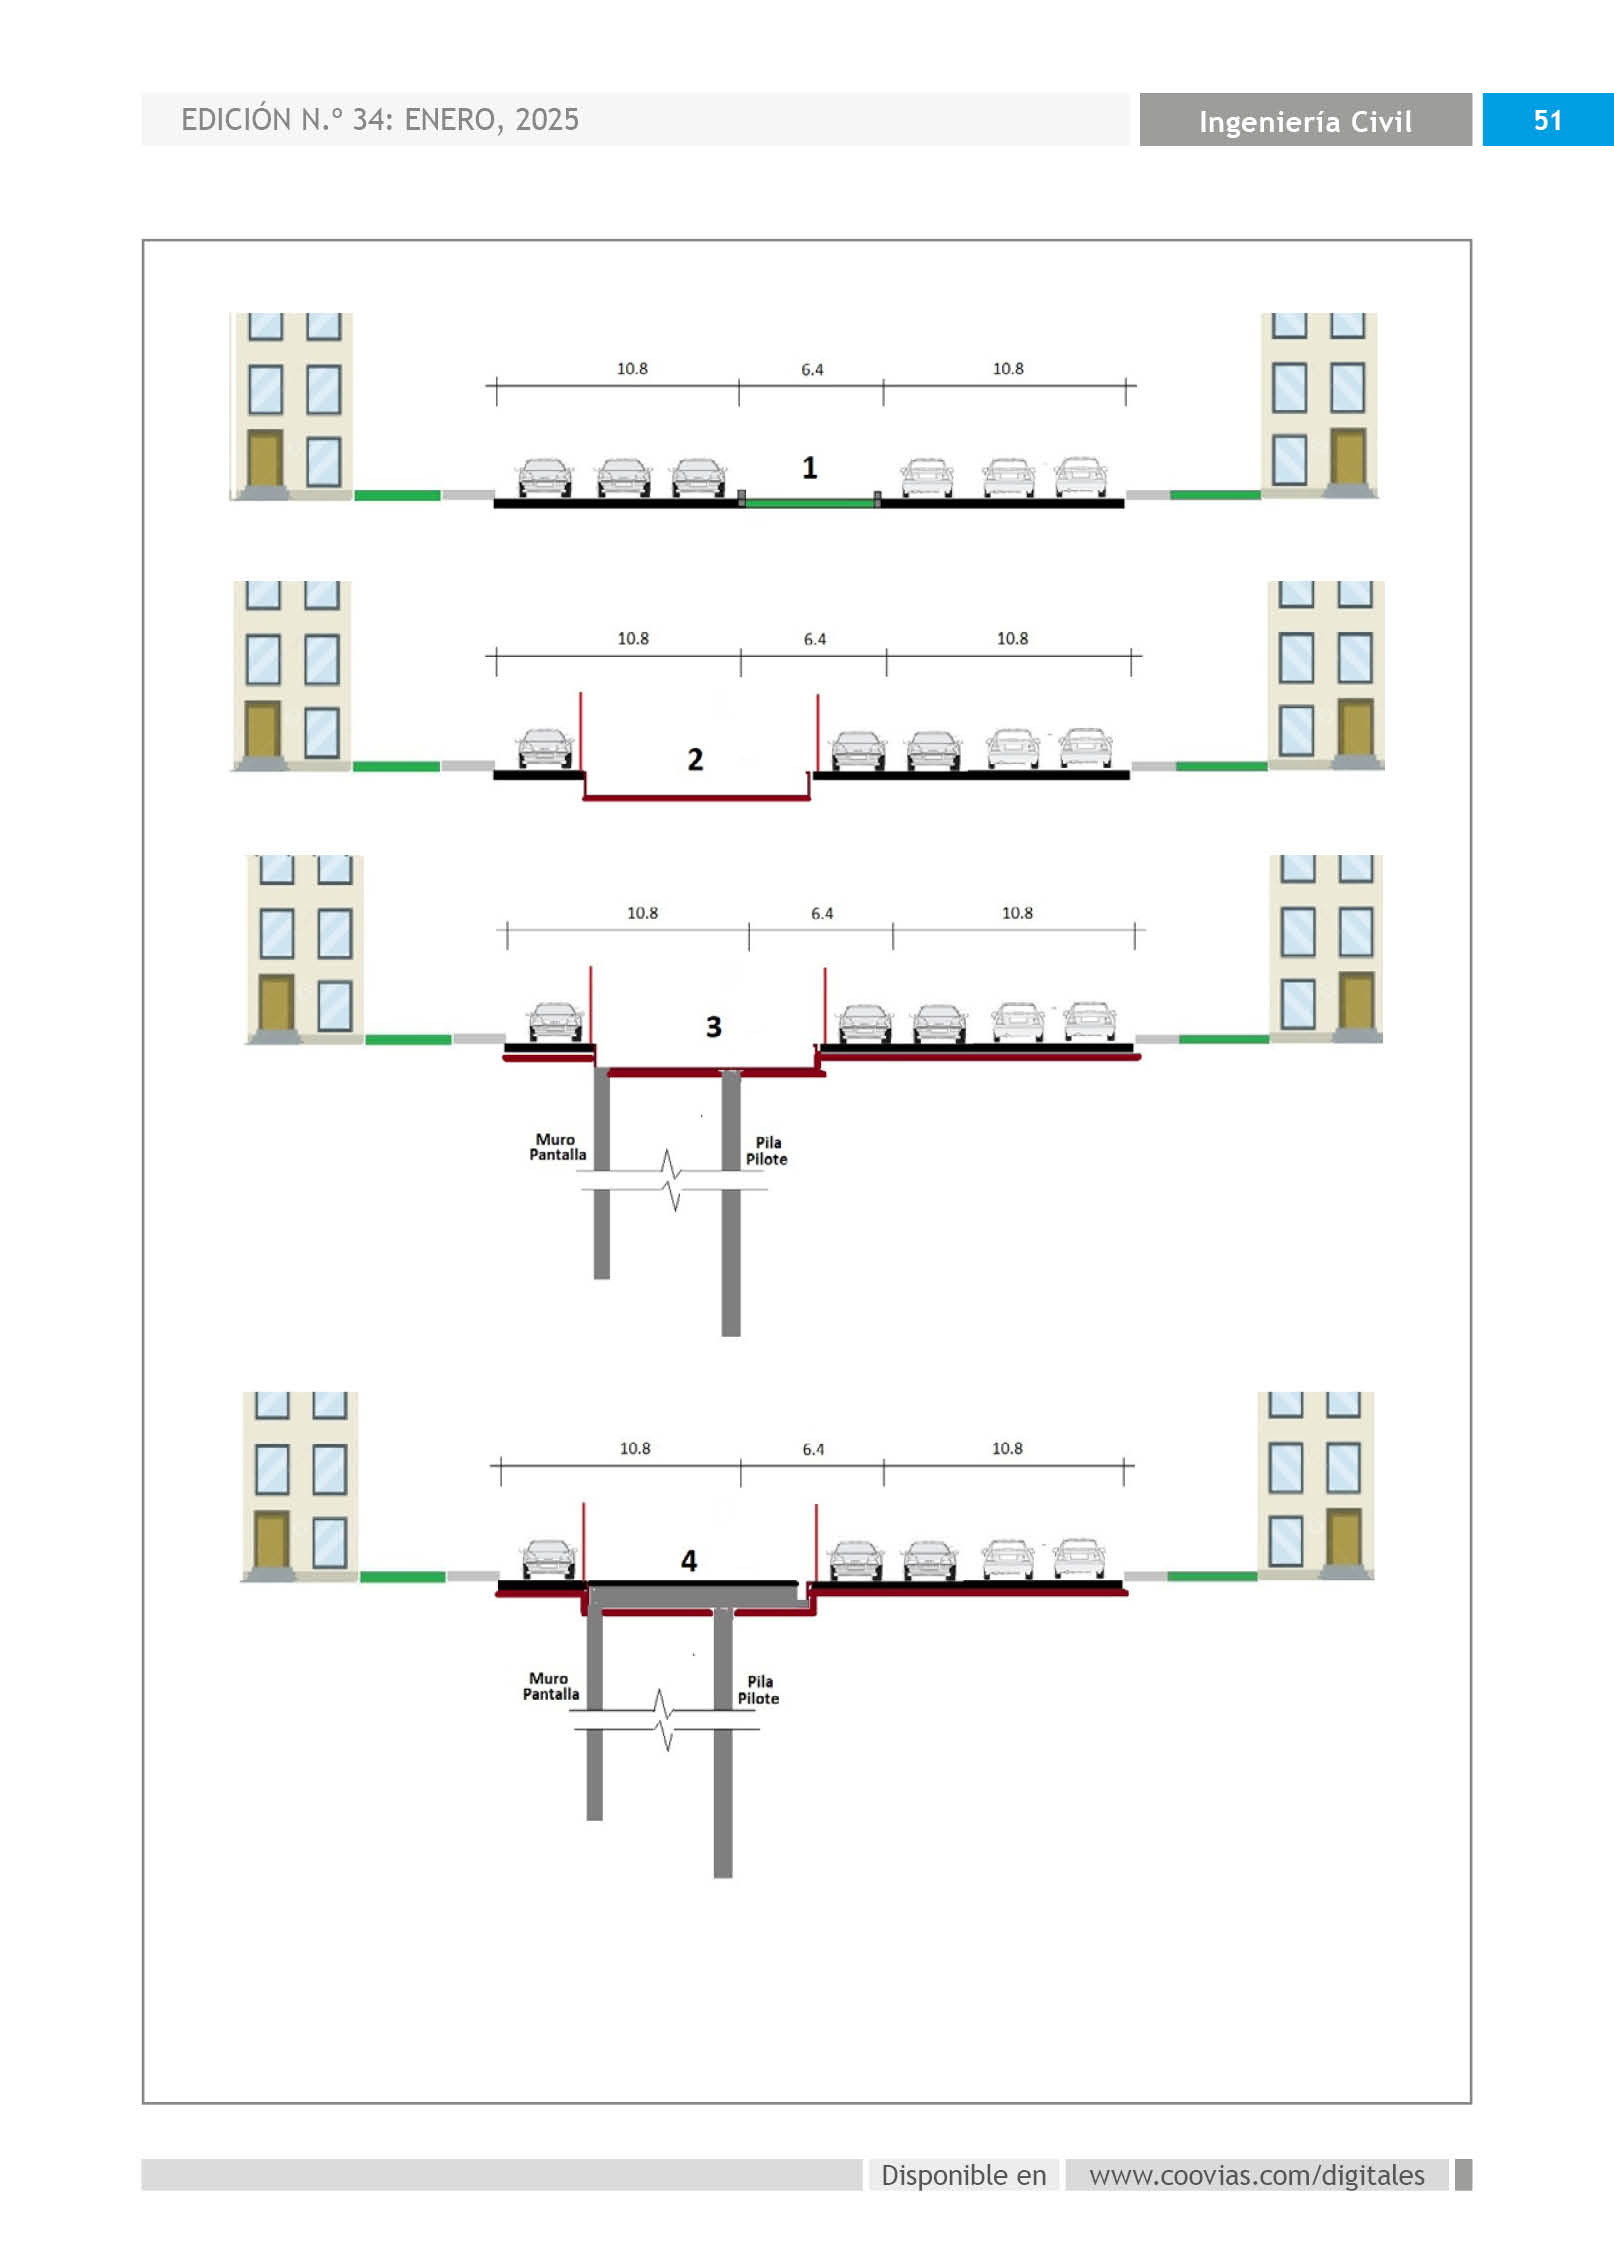 EDICIÓN N.º 34: ENERO, 2025
Ingeniería Civil
51
10.8 6.4 10.8
1
10.8 6.4 10.8
2
10.8 6.4 10.8
3
Muro
Pantalla
Pila
Pilote
10.8 6.4 10.8
4
Muro
Pantalla
Pila
Pilote
Disponible en www.coovias.com/digitales